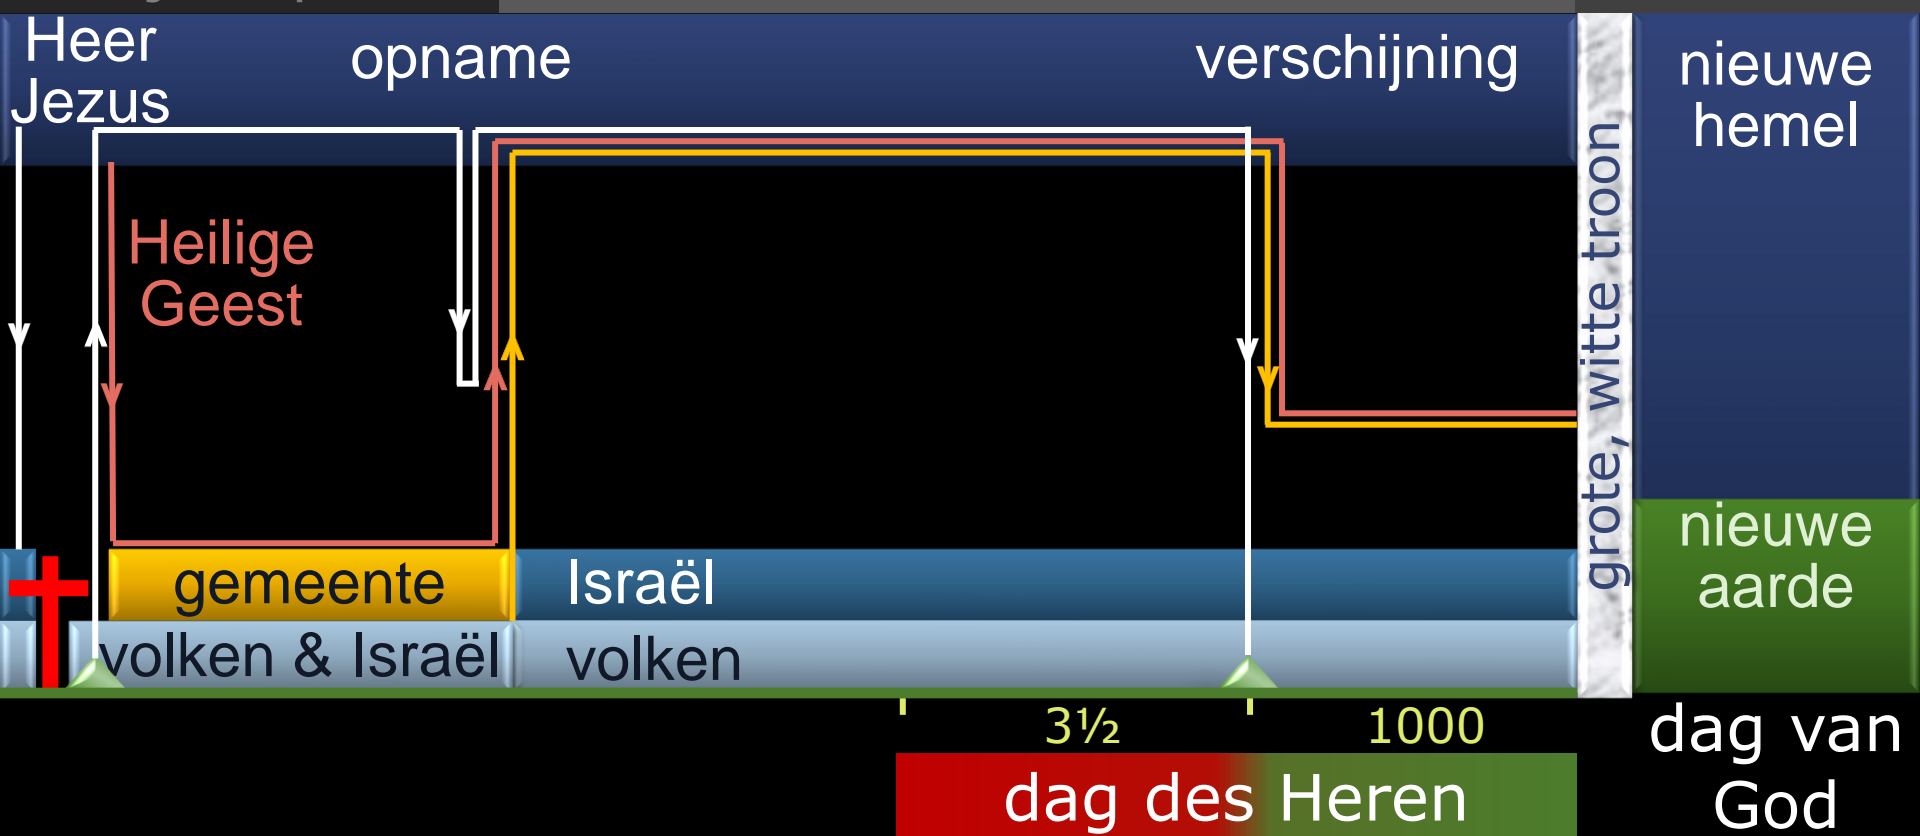 Heer
Jezus
opname
verschijning
nieuwe
hemel
Heilige
Geest
grote, witte troon
gemeente
Israël
nieuwe
aarde
volken & Israël
volken
3½
1000
dag van
God
dag des Heren